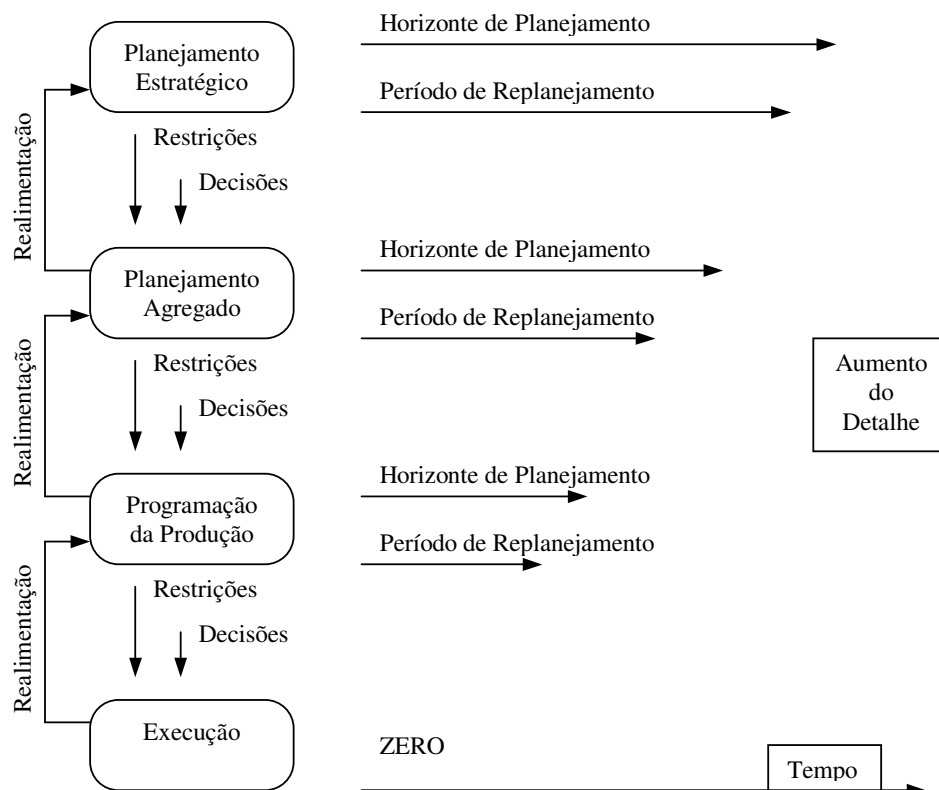 Horizonte de Planejamento
Planejamento
Estratégico
Período de Replanejamento
Realimentação
Restrições
Decisões
Horizonte de Planejamento
Planejamento
Agregado
Período de Replanejamento
Realimentação
Restrições
Decisões
Aumento
do
Detalhe
Horizonte de Planejamento
Programação
da Produção
Período de Replanejamento
Realimentação
Restrições
Decisões
Execução
ZERO
Tempo